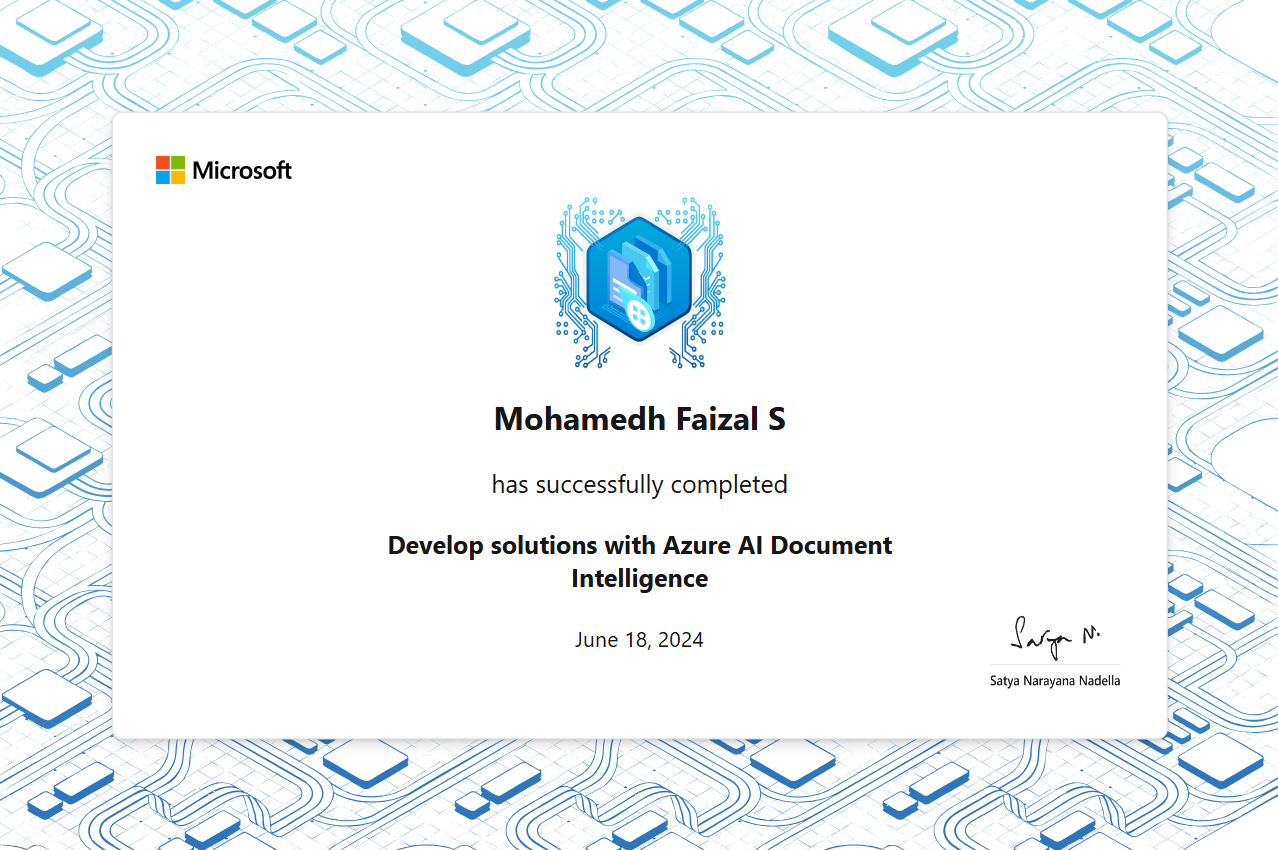 Microsoft
Mohamedh Faizal S
has successfully completed
Develop solutions with Azure AI Document
Intelligence
June 18, 2024
Satya N.
Satya Narayana Nadella